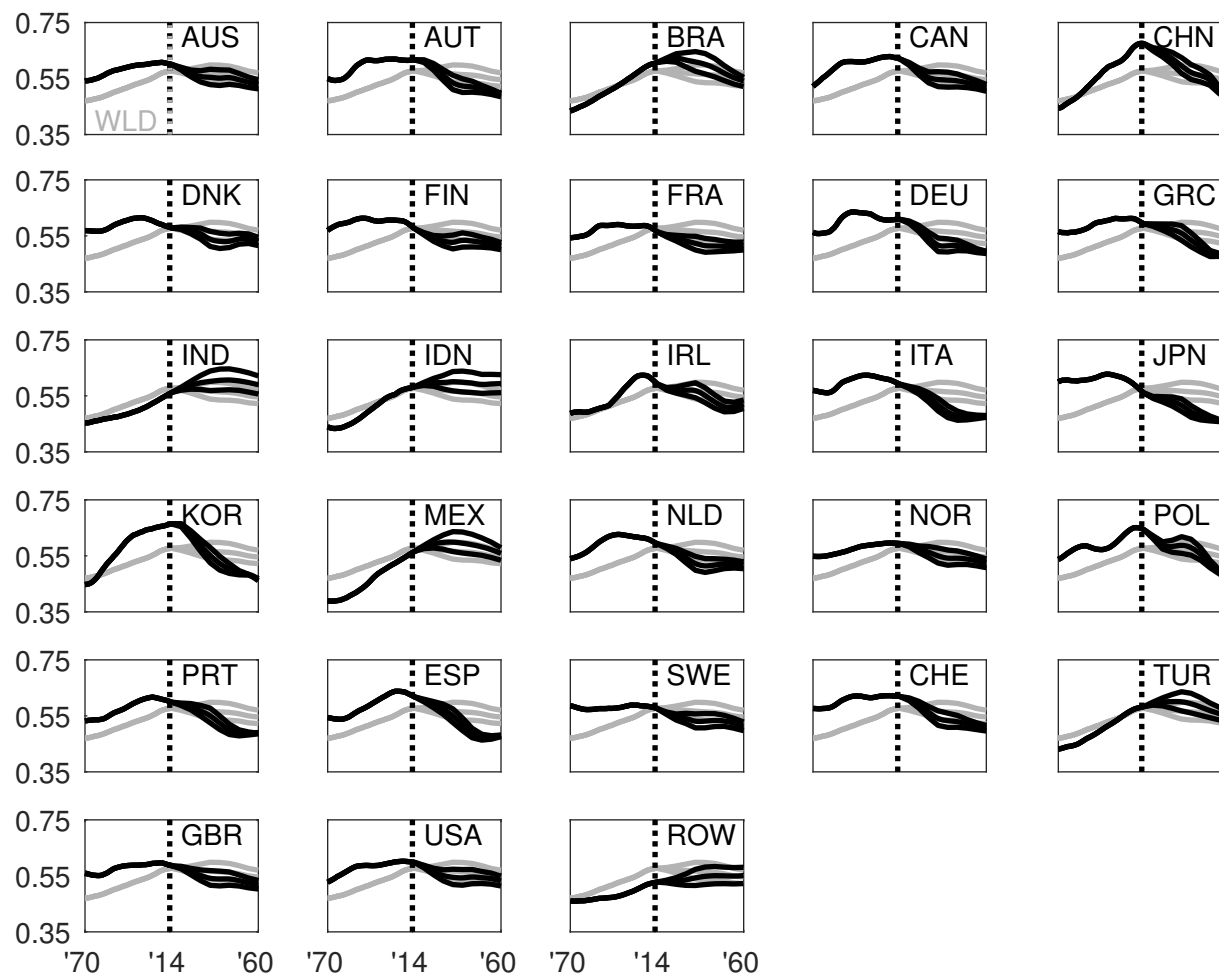 0.75 AUS AUT BRA CAN CHN
0.55
WLD
0.35
0.75 DNK FIN FRA DEU GRC
0.55
0.35
0.75 IND IDN IRL ITA JPN
0.55
0.35
0.75 KOR MEX NLD NOR POL
0.55
0.35
0.75 PRT ESP SWE CHE TUR
0.55
0.35
0.75 GBR USA ROW
0.55
0.35
'70 '14 '60 '70 '14 '60 '70 '14 '60